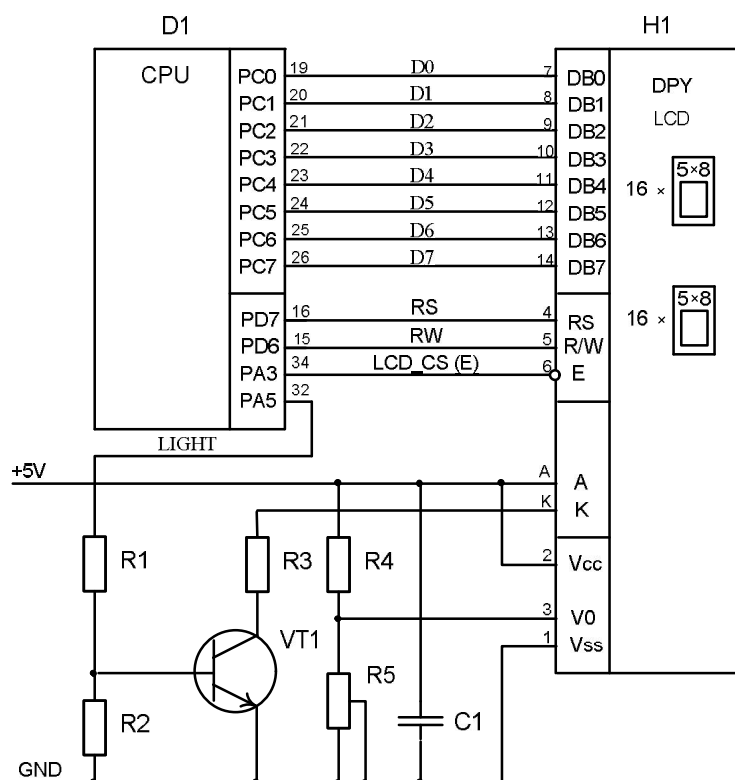 D1 H1
CPU DPY
LCD
PC0 19 D0 7 DB0
PC1 20 D1 8 DB1
PC2 21 D2 9 DB2
PC3 22 D3 10 DB3
PC4 23 D4 11 DB4
PC5 24 D5 12 DB5
PC6 25 D6 13 DB6
PC7 26 D7 14 DB7
16 × 5×8
16 × 5×8
PD7 16 RS 4 RS
PD6 15 RW 5 R/W
PA3 34 LCD_CS (E) 6 E
PA5 32
LIGHT
+5V A A
K K
R1 R3 R4 2 Vcc
3 V0
VT1 1 Vss
R5
R2 C1
GND